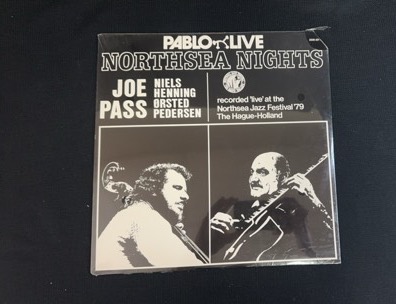 PABLO LIVE
NORTHSEA NIGHTS
JOE
PASS
NIELS
HENNING
ØRSTED
PEDERSEN
recorded 'live' at the
Northsea Jazz Festival '79
The Hague-Holland